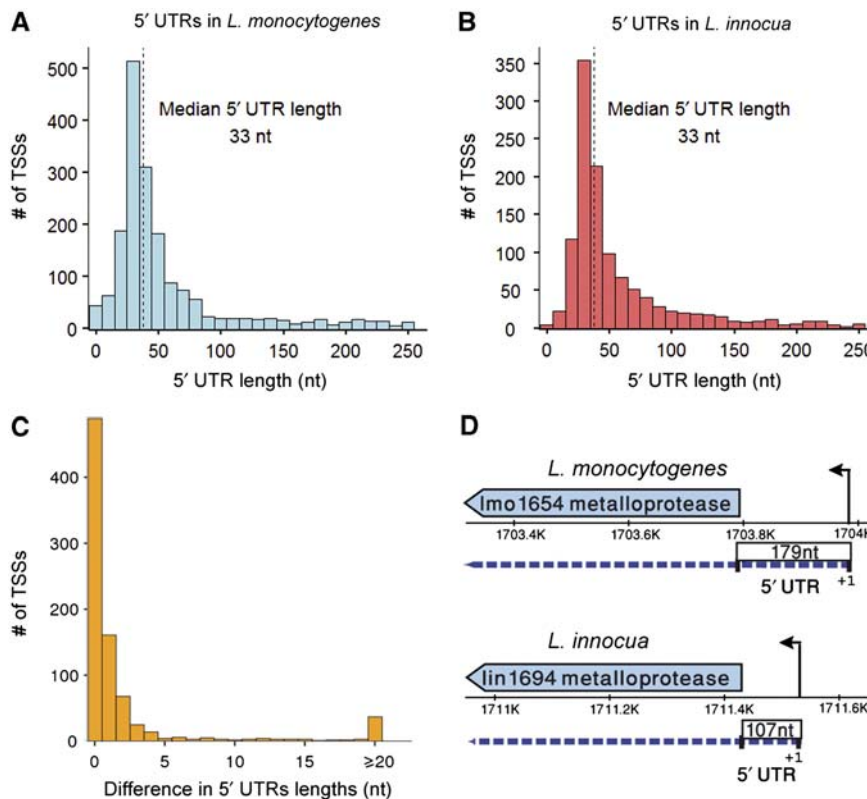 A
5′ UTRs in L. monocytogenes
500
400
300
200
100
0
# of TSSs
Median 5′ UTR length
33 nt
0 50 100 150 200 250
5′ UTR length (nt)
B
5′ UTRs in L. innocua
350
300
250
200
150
100
50
0
# of TSSs
Median 5′ UTR length
33 nt
0 50 100 150 200 250
5′ UTR length (nt)
C
400
300
200
100
0
# of TSSs
0 5 10 15 ≥20
Difference in 5′ UTRs lengths (nt)
D
L. monocytogenes
lmo1654 metalloprotease
1703.4K 1703.6K 1703.8K 1704K
179nt
+1
5′ UTR
L. innocua
lin1694 metalloprotease
1711K 1711.2K 1711.4K 1711.6K
107nt
+1
5′ UTR